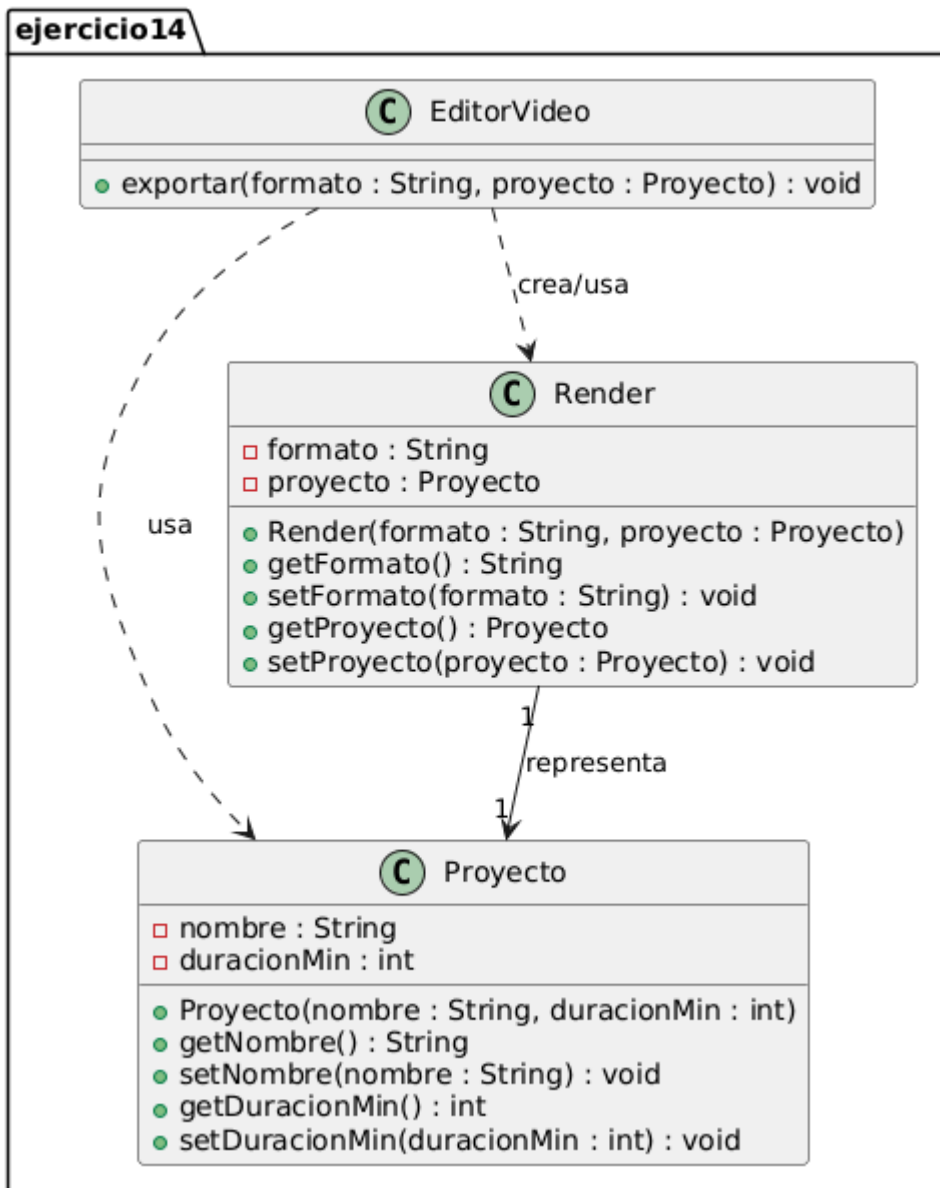 ejercicio14
C EditorVideo
exportar(formato : String, proyecto : Proyecto) : void
crea/usa
C Render
formato : String
proyecto : Proyecto
Render(formato : String, proyecto : Proyecto)
getFormato() : String
setFormato(formato : String) : void
getProyecto() : Proyecto
setProyecto(proyecto : Proyecto) : void
usa
1
representa
1
C Proyecto
nombre : String
duracionMin : int
Proyecto(nombre : String, duracionMin : int)
getNombre() : String
setNombre(nombre : String) : void
getDuracionMin() : int
setDuracionMin(duracionMin : int) : void